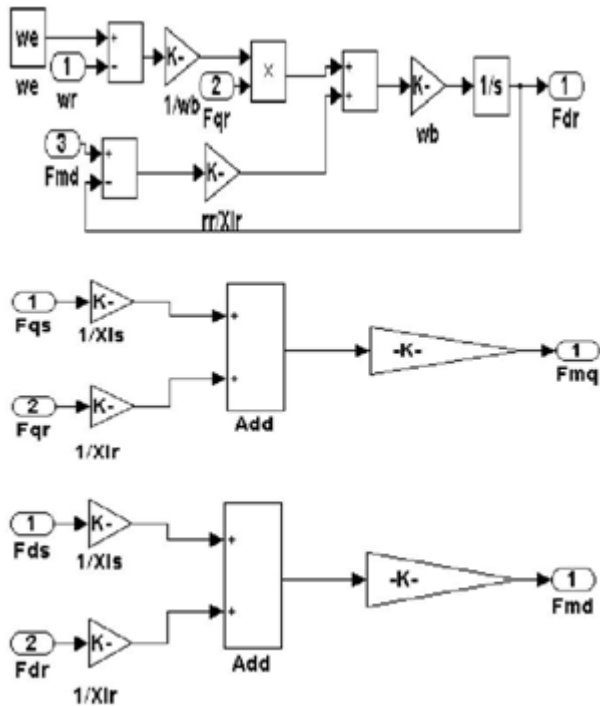 we
we
1
wr
+
-
K-
1/wb
2
Fqr
×
+
+
K-
wb
1/s
1
Fdr
3
Fmd
+
-
K-
rr/Xlr
1
Fqs
K-
1/Xls
2
Fqr
K-
1/Xlr
+
+
Add
-K-
1
Fmq
1
Fds
K-
1/Xls
2
Fdr
K-
1/Xlr
+
+
Add
-K-
1
Fmd